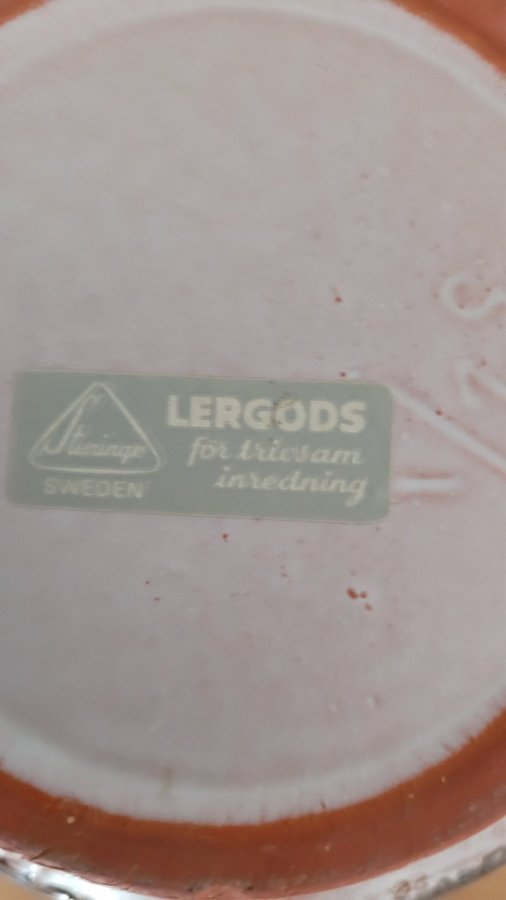 Steninge
SWEDEN
LERGODS
för trivsam
inredning